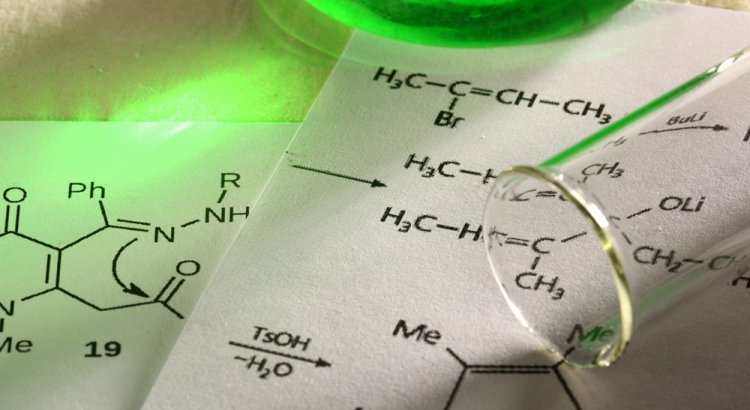 O
Ph
R
NH
N
O
N
Me
19
H₃C–C=CH–CH₃
Br
BuLi
H₃C–H
CH₃
C=
OLi
H₃C–H
=C
CH₃
CH₂–C
TsOH
–H₂O
Me
Me